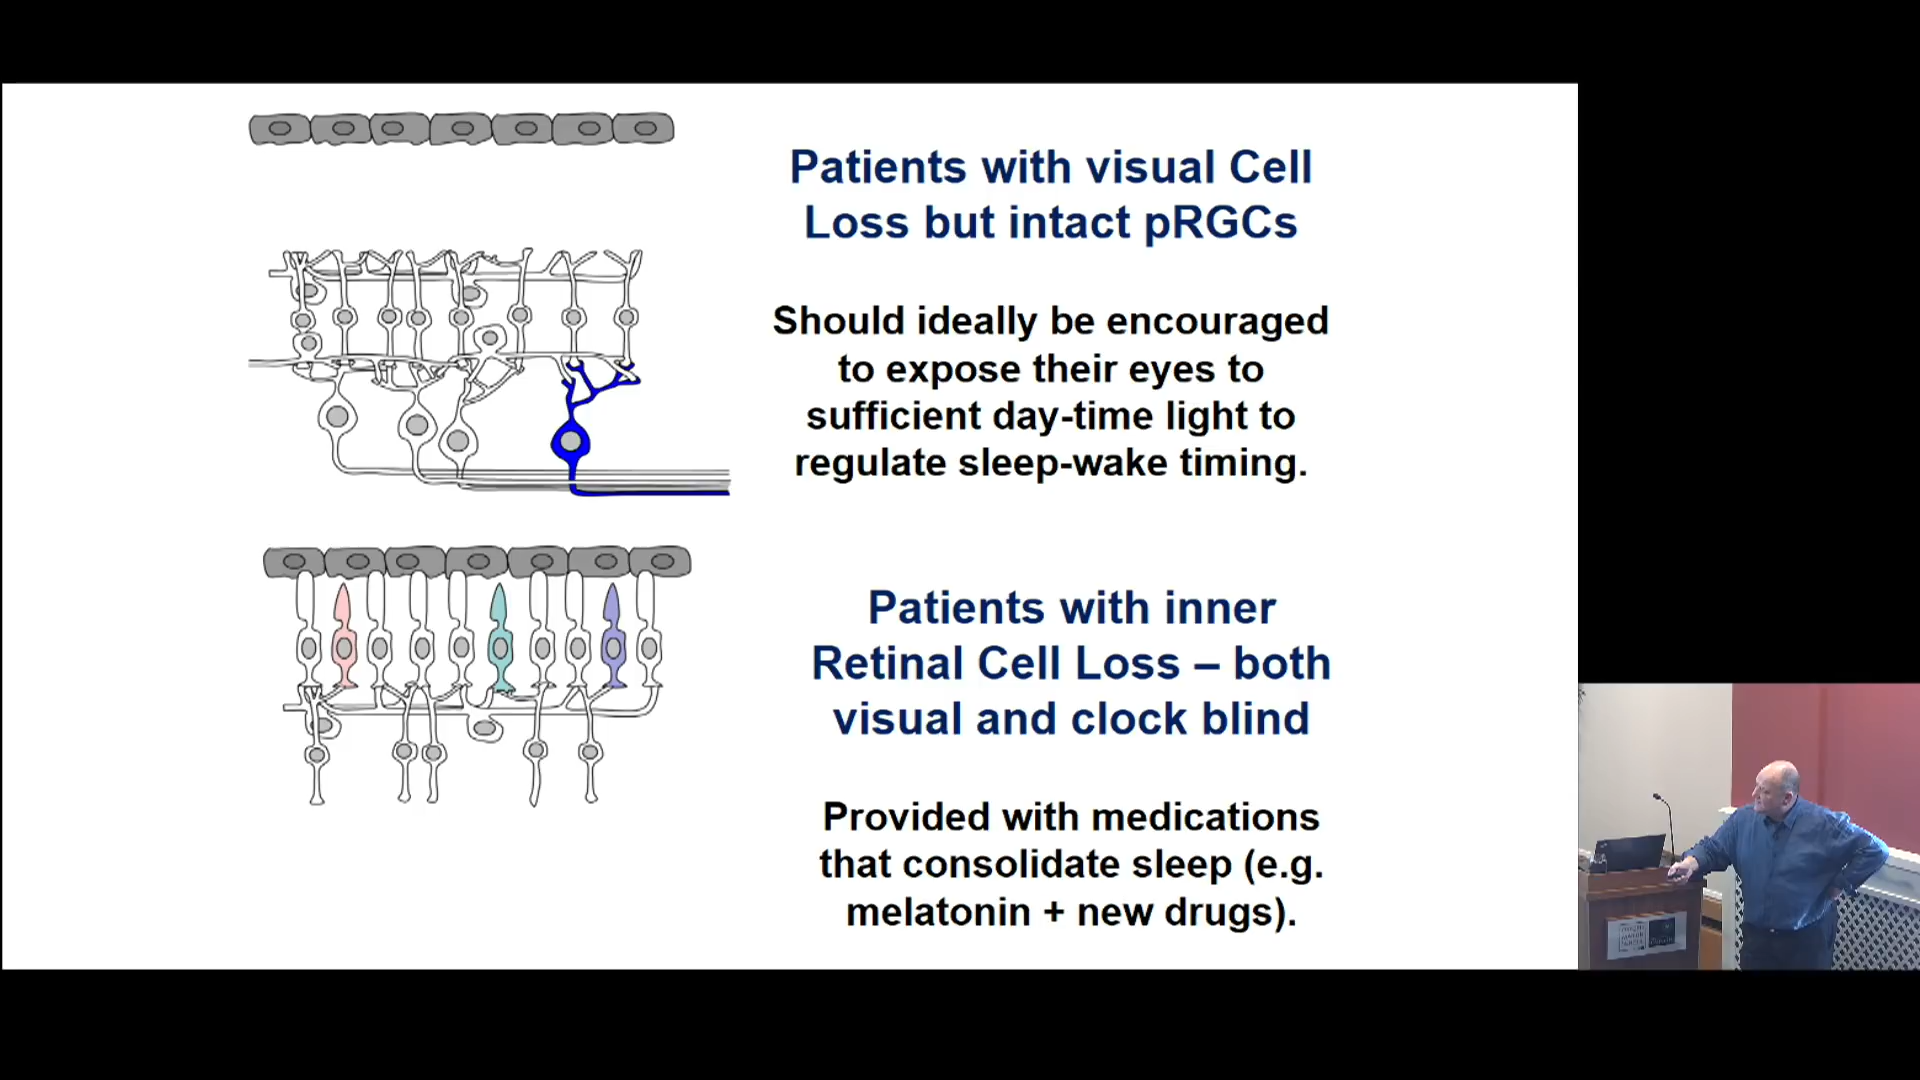 Patients with visual Cell
Loss but intact pRGCs
Should ideally be encouraged
to expose their eyes to
sufficient day-time light to
regulate sleep-wake timing.
Patients with inner
Retinal Cell Loss – both
visual and clock blind
Provided with medications
that consolidate sleep (e.g.
melatonin + new drugs).